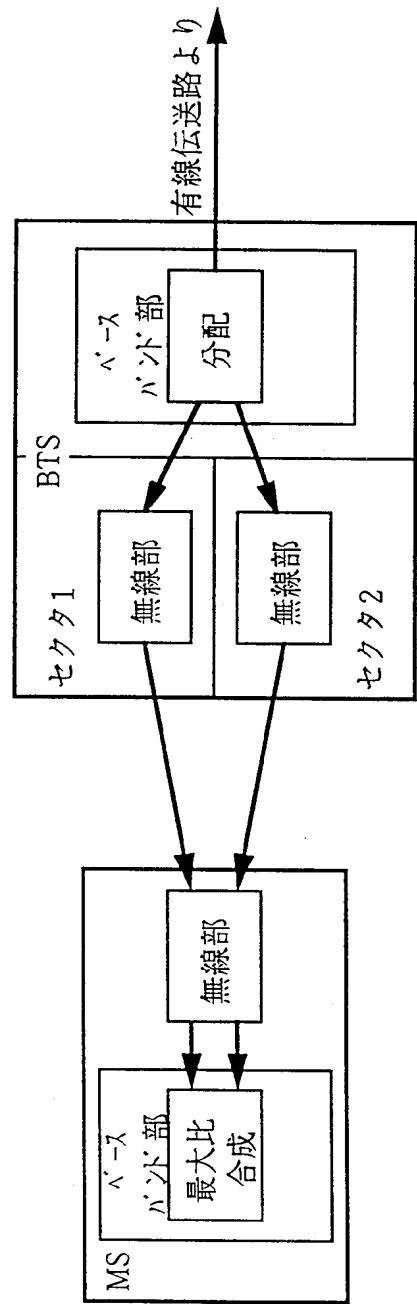 MS
ベース
バンド部
最大比
合成
無線部
BTS
セクタ1
無線部
セクタ2
無線部
ベース
バンド部
分配
有線伝送路より